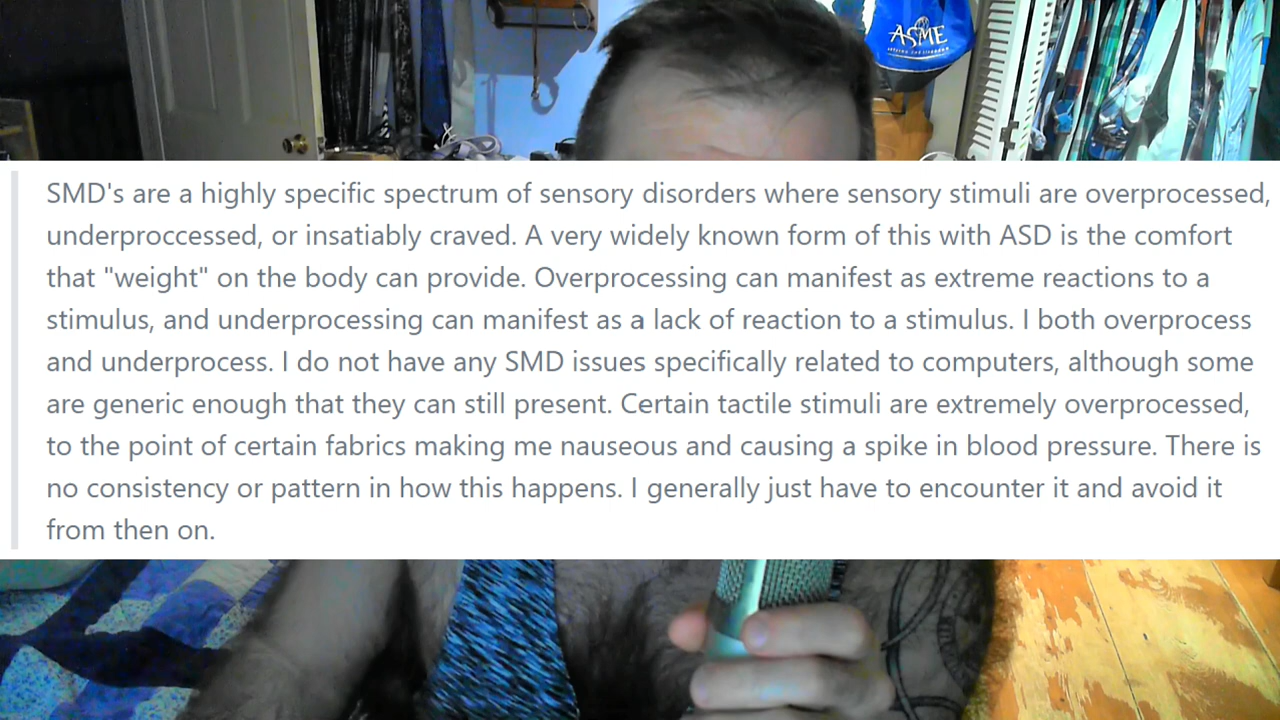 ASME
SMD's are a highly specific spectrum of sensory disorders where sensory stimuli are overprocessed,
underproccessed, or insatiably craved. A very widely known form of this with ASD is the comfort
that "weight" on the body can provide. Overprocessing can manifest as extreme reactions to a
stimulus, and underprocessing can manifest as a lack of reaction to a stimulus. I both overprocess
and underprocess. I do not have any SMD issues specifically related to computers, although some
are generic enough that they can still present. Certain tactile stimuli are extremely overprocessed,
to the point of certain fabrics making me nauseous and causing a spike in blood pressure. There is
no consistency or pattern in how this happens. I generally just have to encounter it and avoid it
from then on.